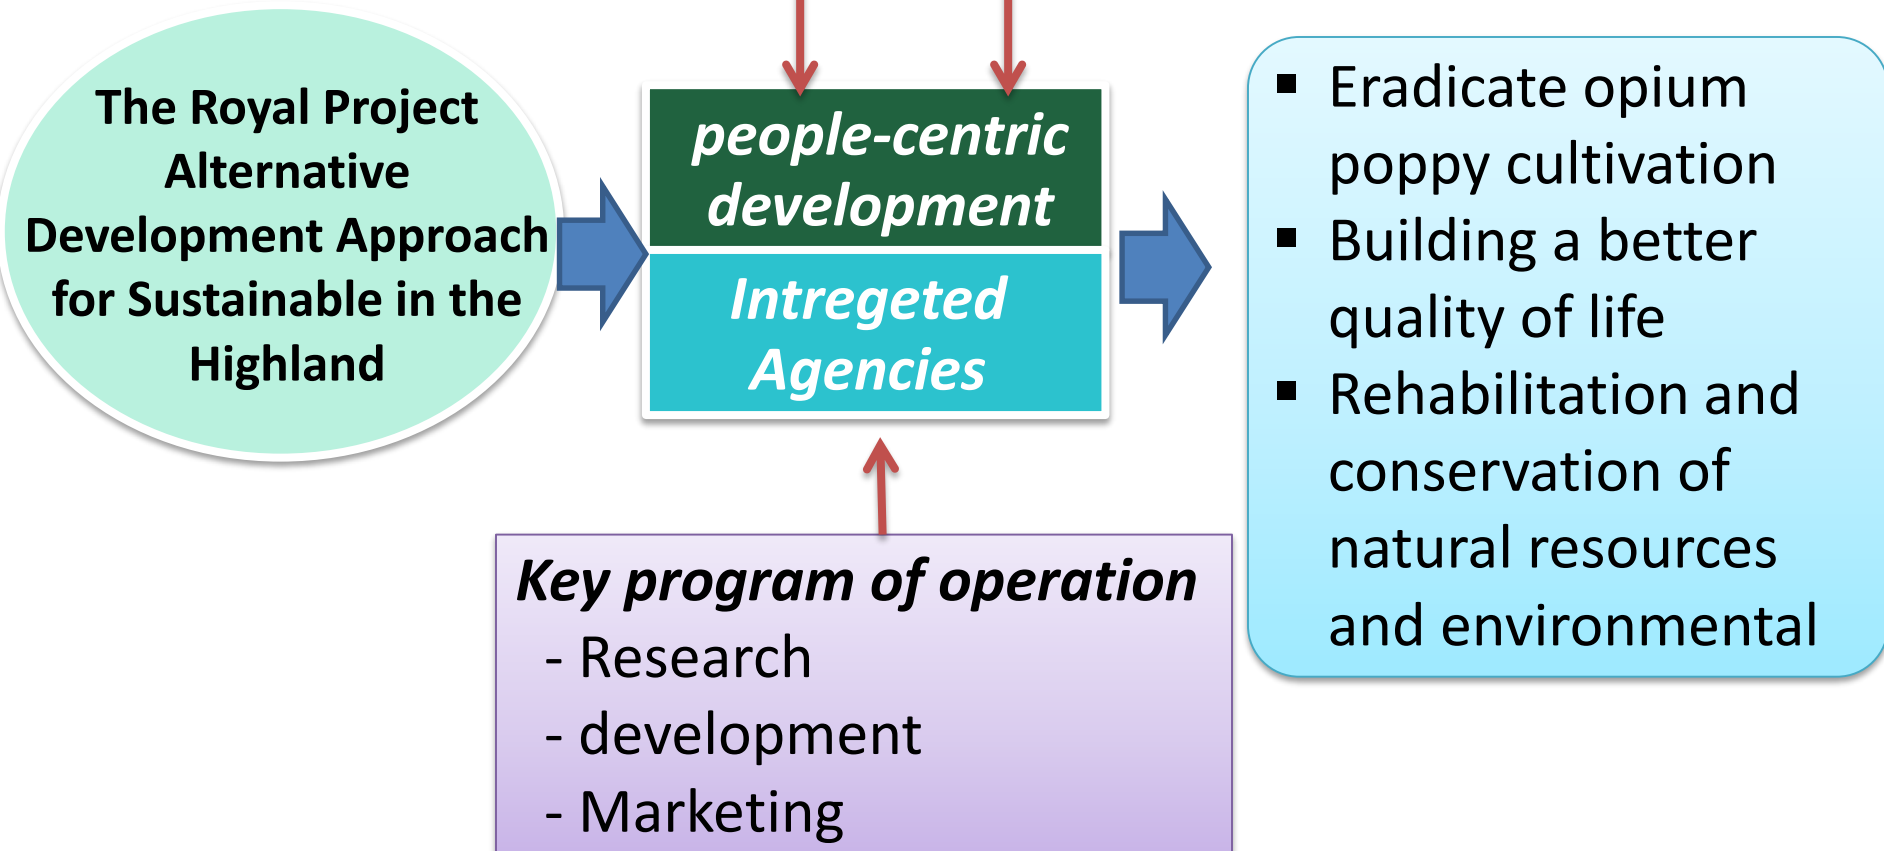 The Royal Project
Alternative
Development Approach
for Sustainable in the
Highland
people-centric
development
Intregeted
Agencies
▪ Eradicate opium
poppy cultivation
▪ Building a better
quality of life
▪ Rehabilitation and
conservation of
natural resources
and environmental
Key program of operation
- Research
- development
- Marketing